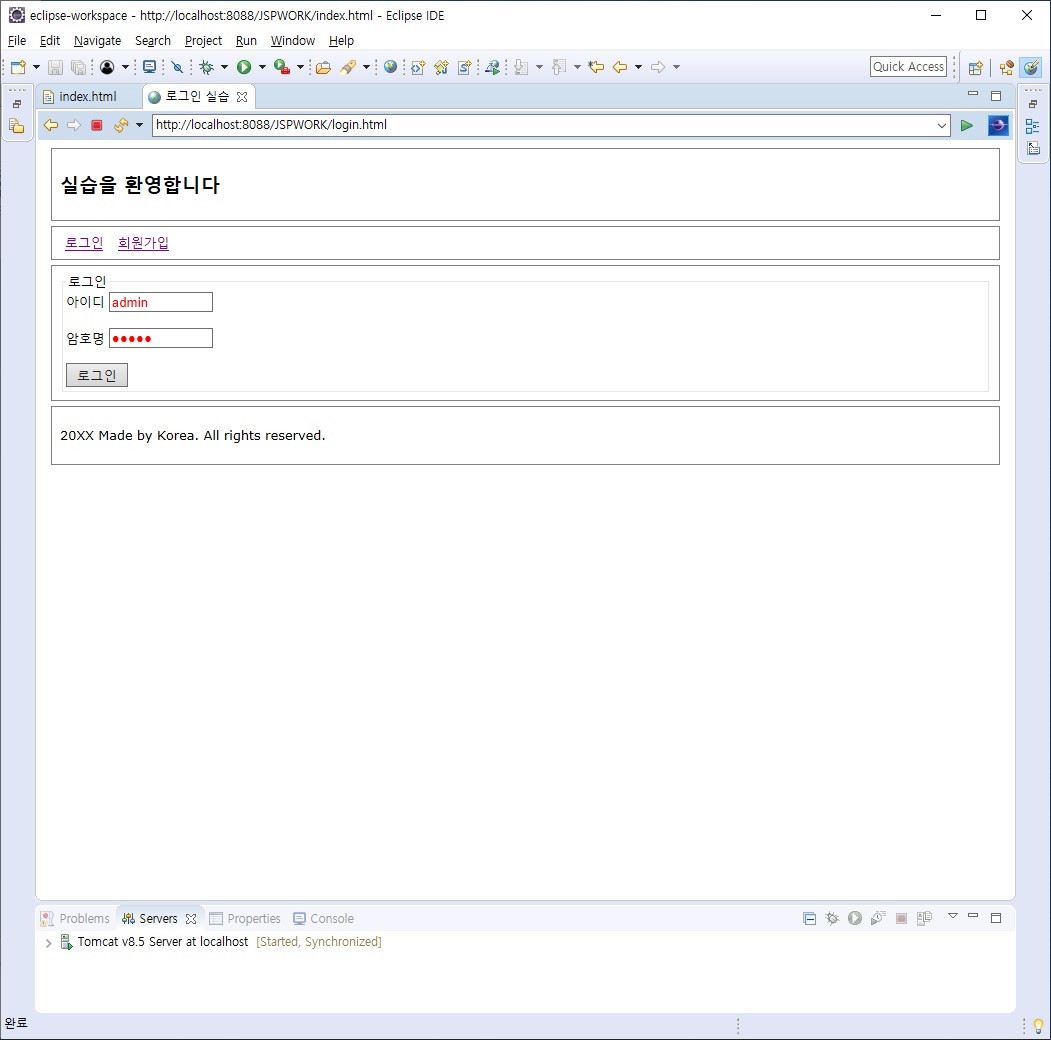 eclipse-workspace - http://localhost:8088/JSPWORK/index.html - Eclipse IDE
File Edit Navigate Search Project Run Window Help
Quick Access
index.html 로그인 실습
http://localhost:8088/JSPWORK/login.html
실습을 환영합니다
로그인 회원가입
로그인
아이디 admin
암호명 ●●●●●
로그인
20XX Made by Korea. All rights reserved.
Problems Servers Properties Console
Tomcat v8.5 Server at localhost [Started, Synchronized]
완료